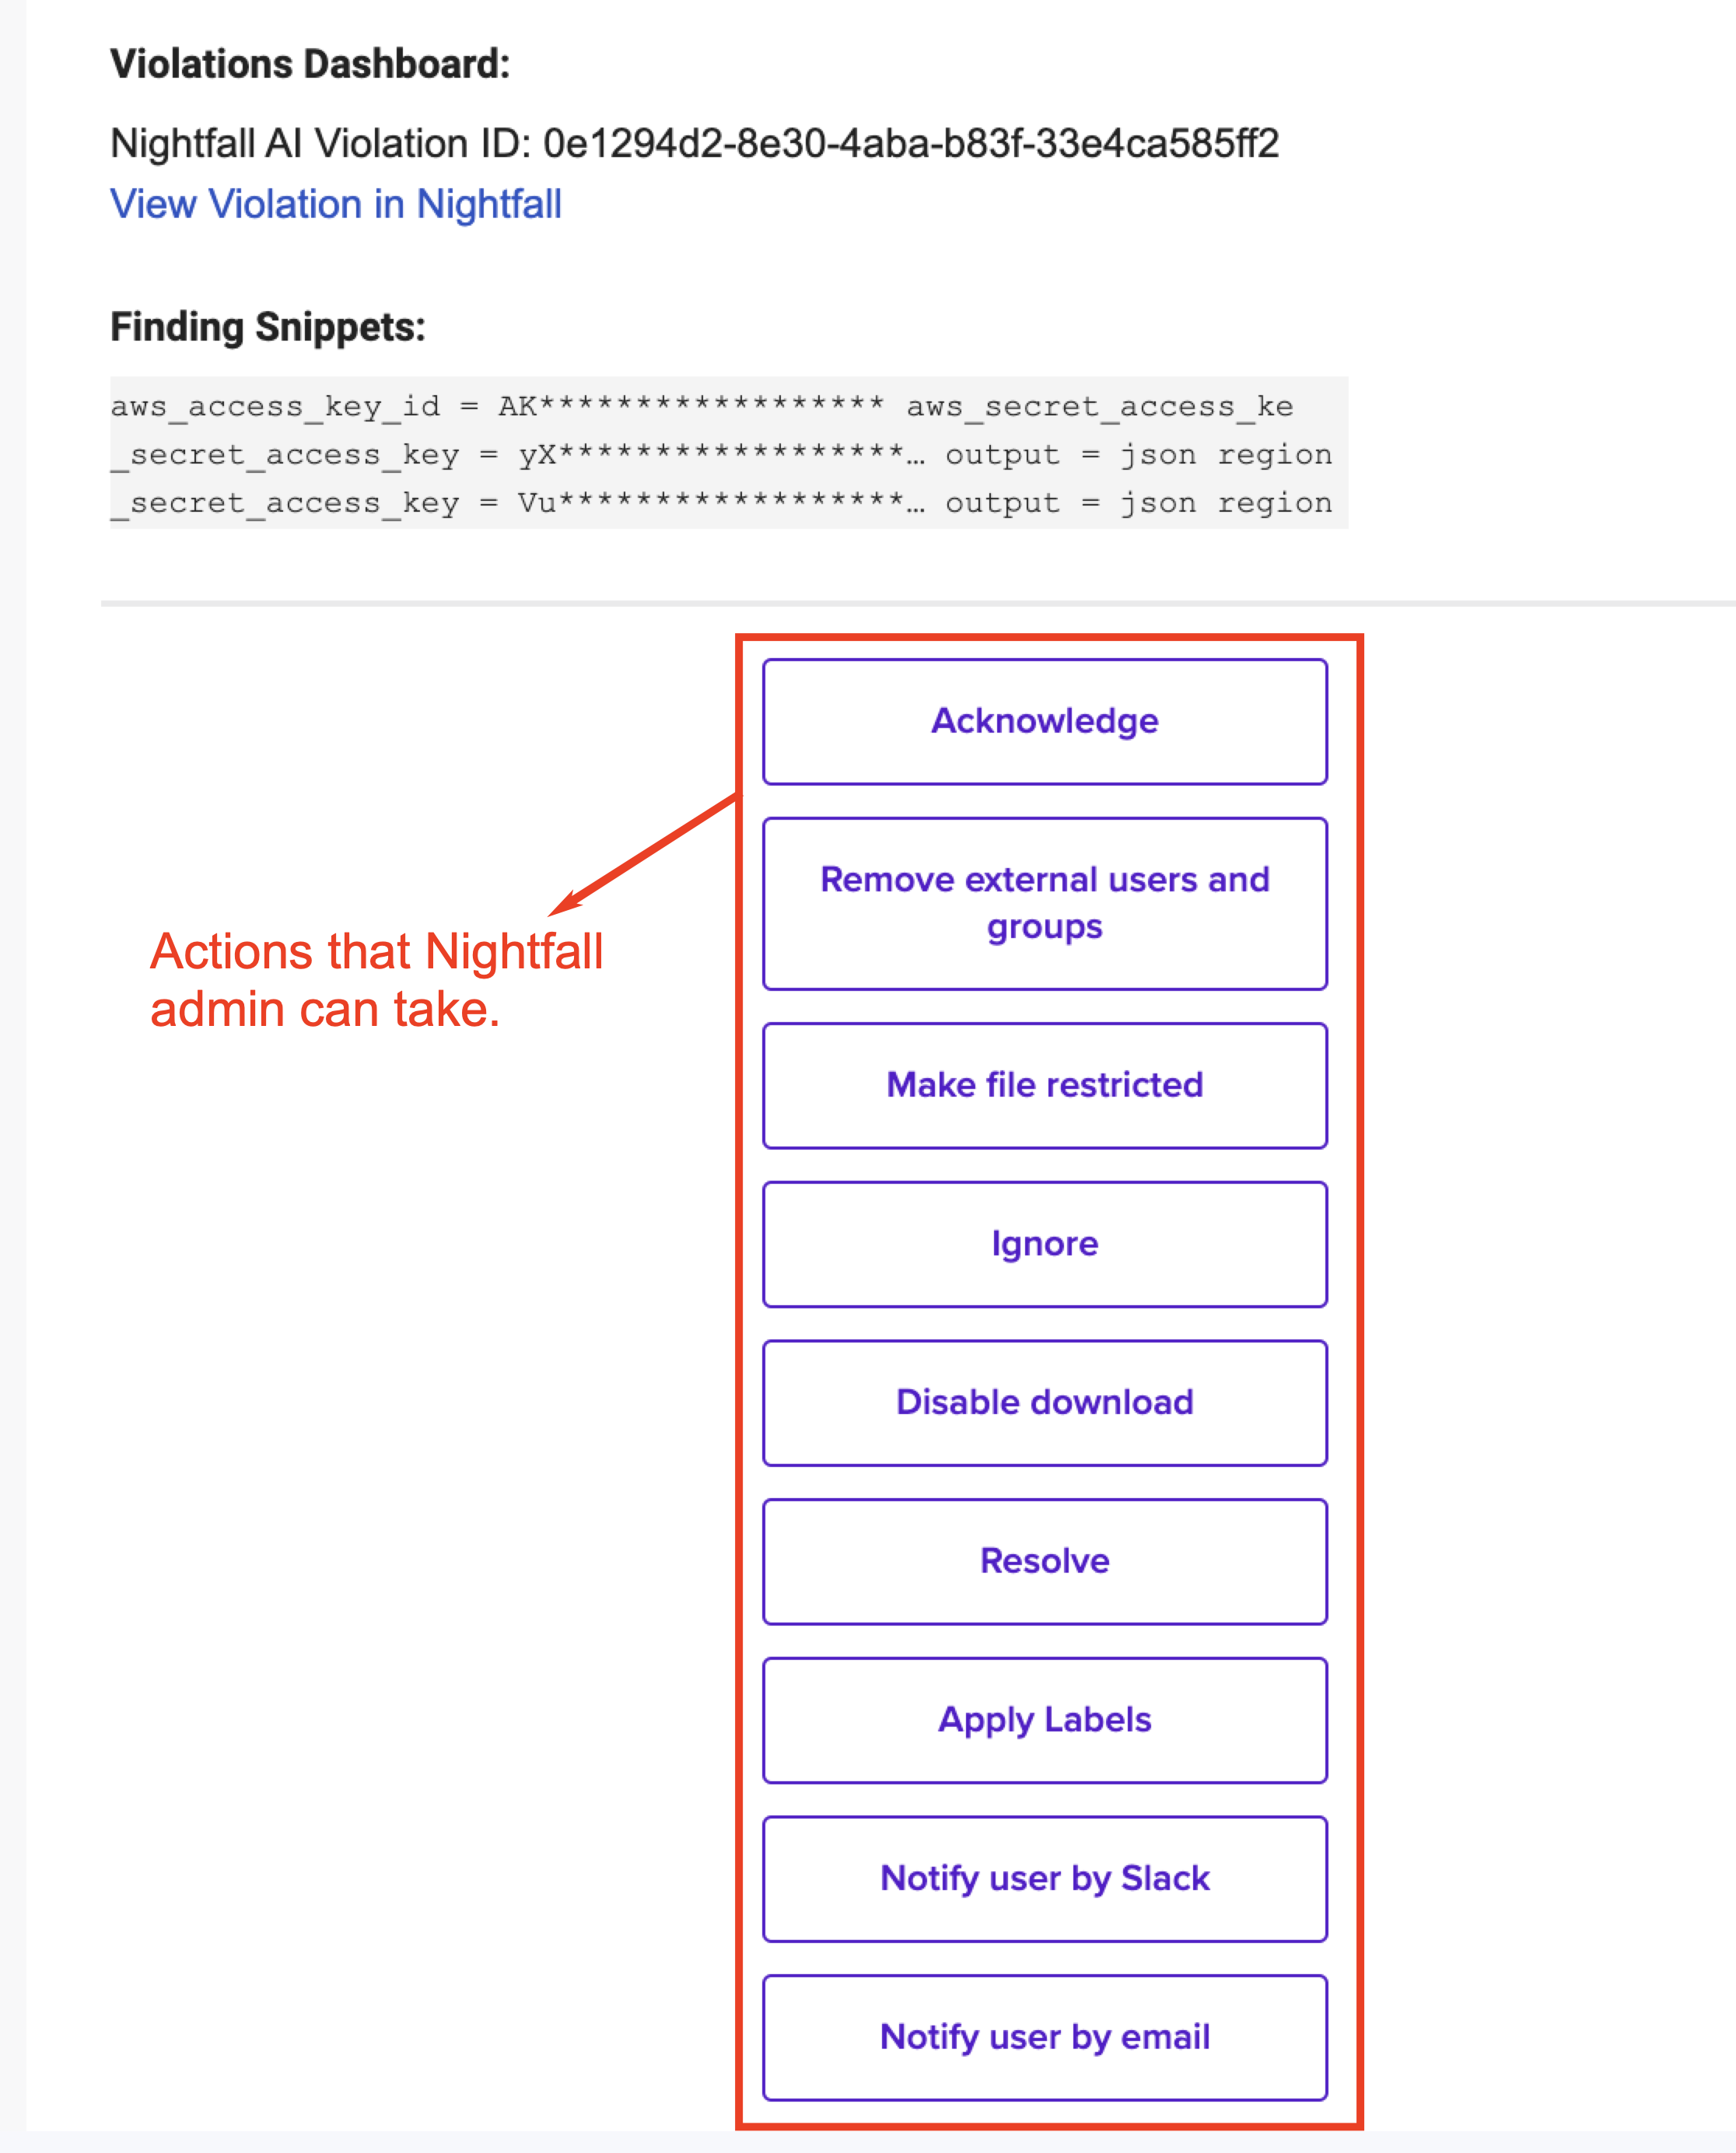 Violations Dashboard:
Nightfall AI Violation ID: 0e1294d2-8e30-4aba-b83f-33e4ca585ff2
View Violation in Nightfall
Finding Snippets:
aws_access_key_id = AK****************** aws_secret_access_ke
_secret_access_key = yX******************… output = json region
_secret_access_key = Vu******************… output = json region
Acknowledge
Remove external users and
groups
Actions that Nightfall
admin can take.
Make file restricted
Ignore
Disable download
Resolve
Apply Labels
Notify user by Slack
Notify user by email